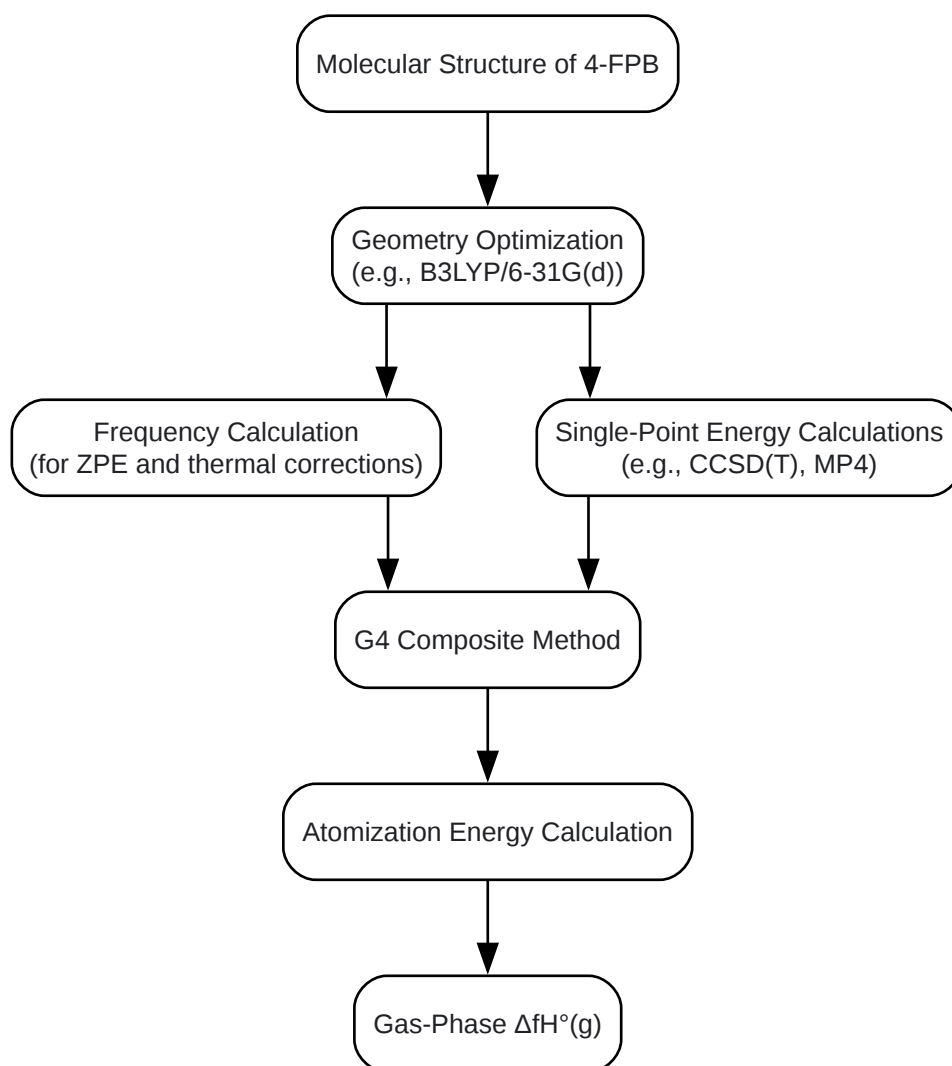 Molecular Structure of 4-FPB
Geometry Optimization
(e.g., B3LYP/6-31G(d))
Frequency Calculation
(for ZPE and thermal corrections)
Single-Point Energy Calculations
(e.g., CCSD(T), MP4)
G4 Composite Method
Atomization Energy Calculation
Gas-Phase ΔfH°(g)